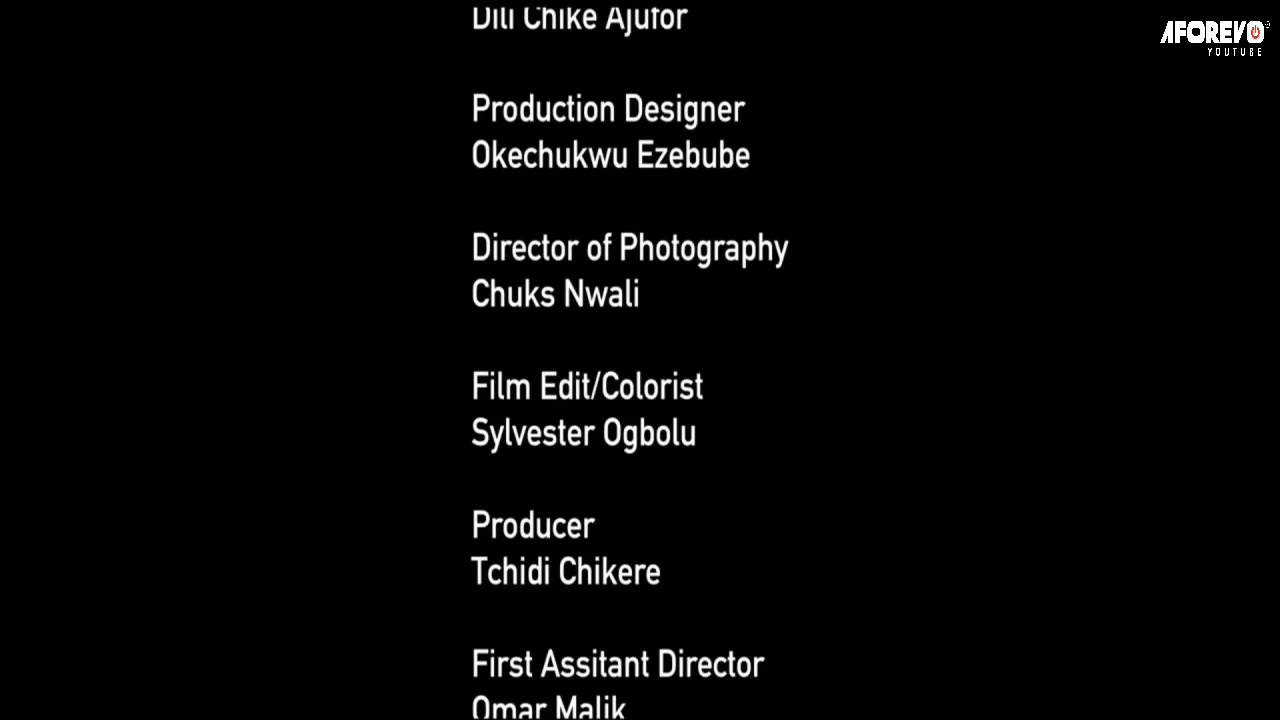 Dili Chike Ajufor
AFOREVO
YOUTUBE
Production Designer
Okechukwu Ezebube
Director of Photography
Chuks Nwali
Film Edit/Colorist
Sylvester Ogbolu
Producer
Tchidi Chikere
First Assitant Director
Omar Malik